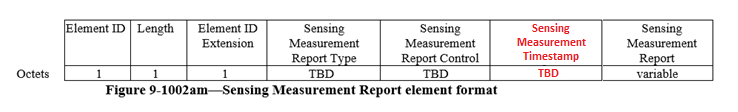 Element ID Length Element ID Extension Sensing Measurement Report Type Sensing Measurement Report Control Sensing Measurement Timestamp Sensing Measurement Report
Octets 1 1 1 TBD TBD TBD variable
Figure 9-1002am—Sensing Measurement Report element format